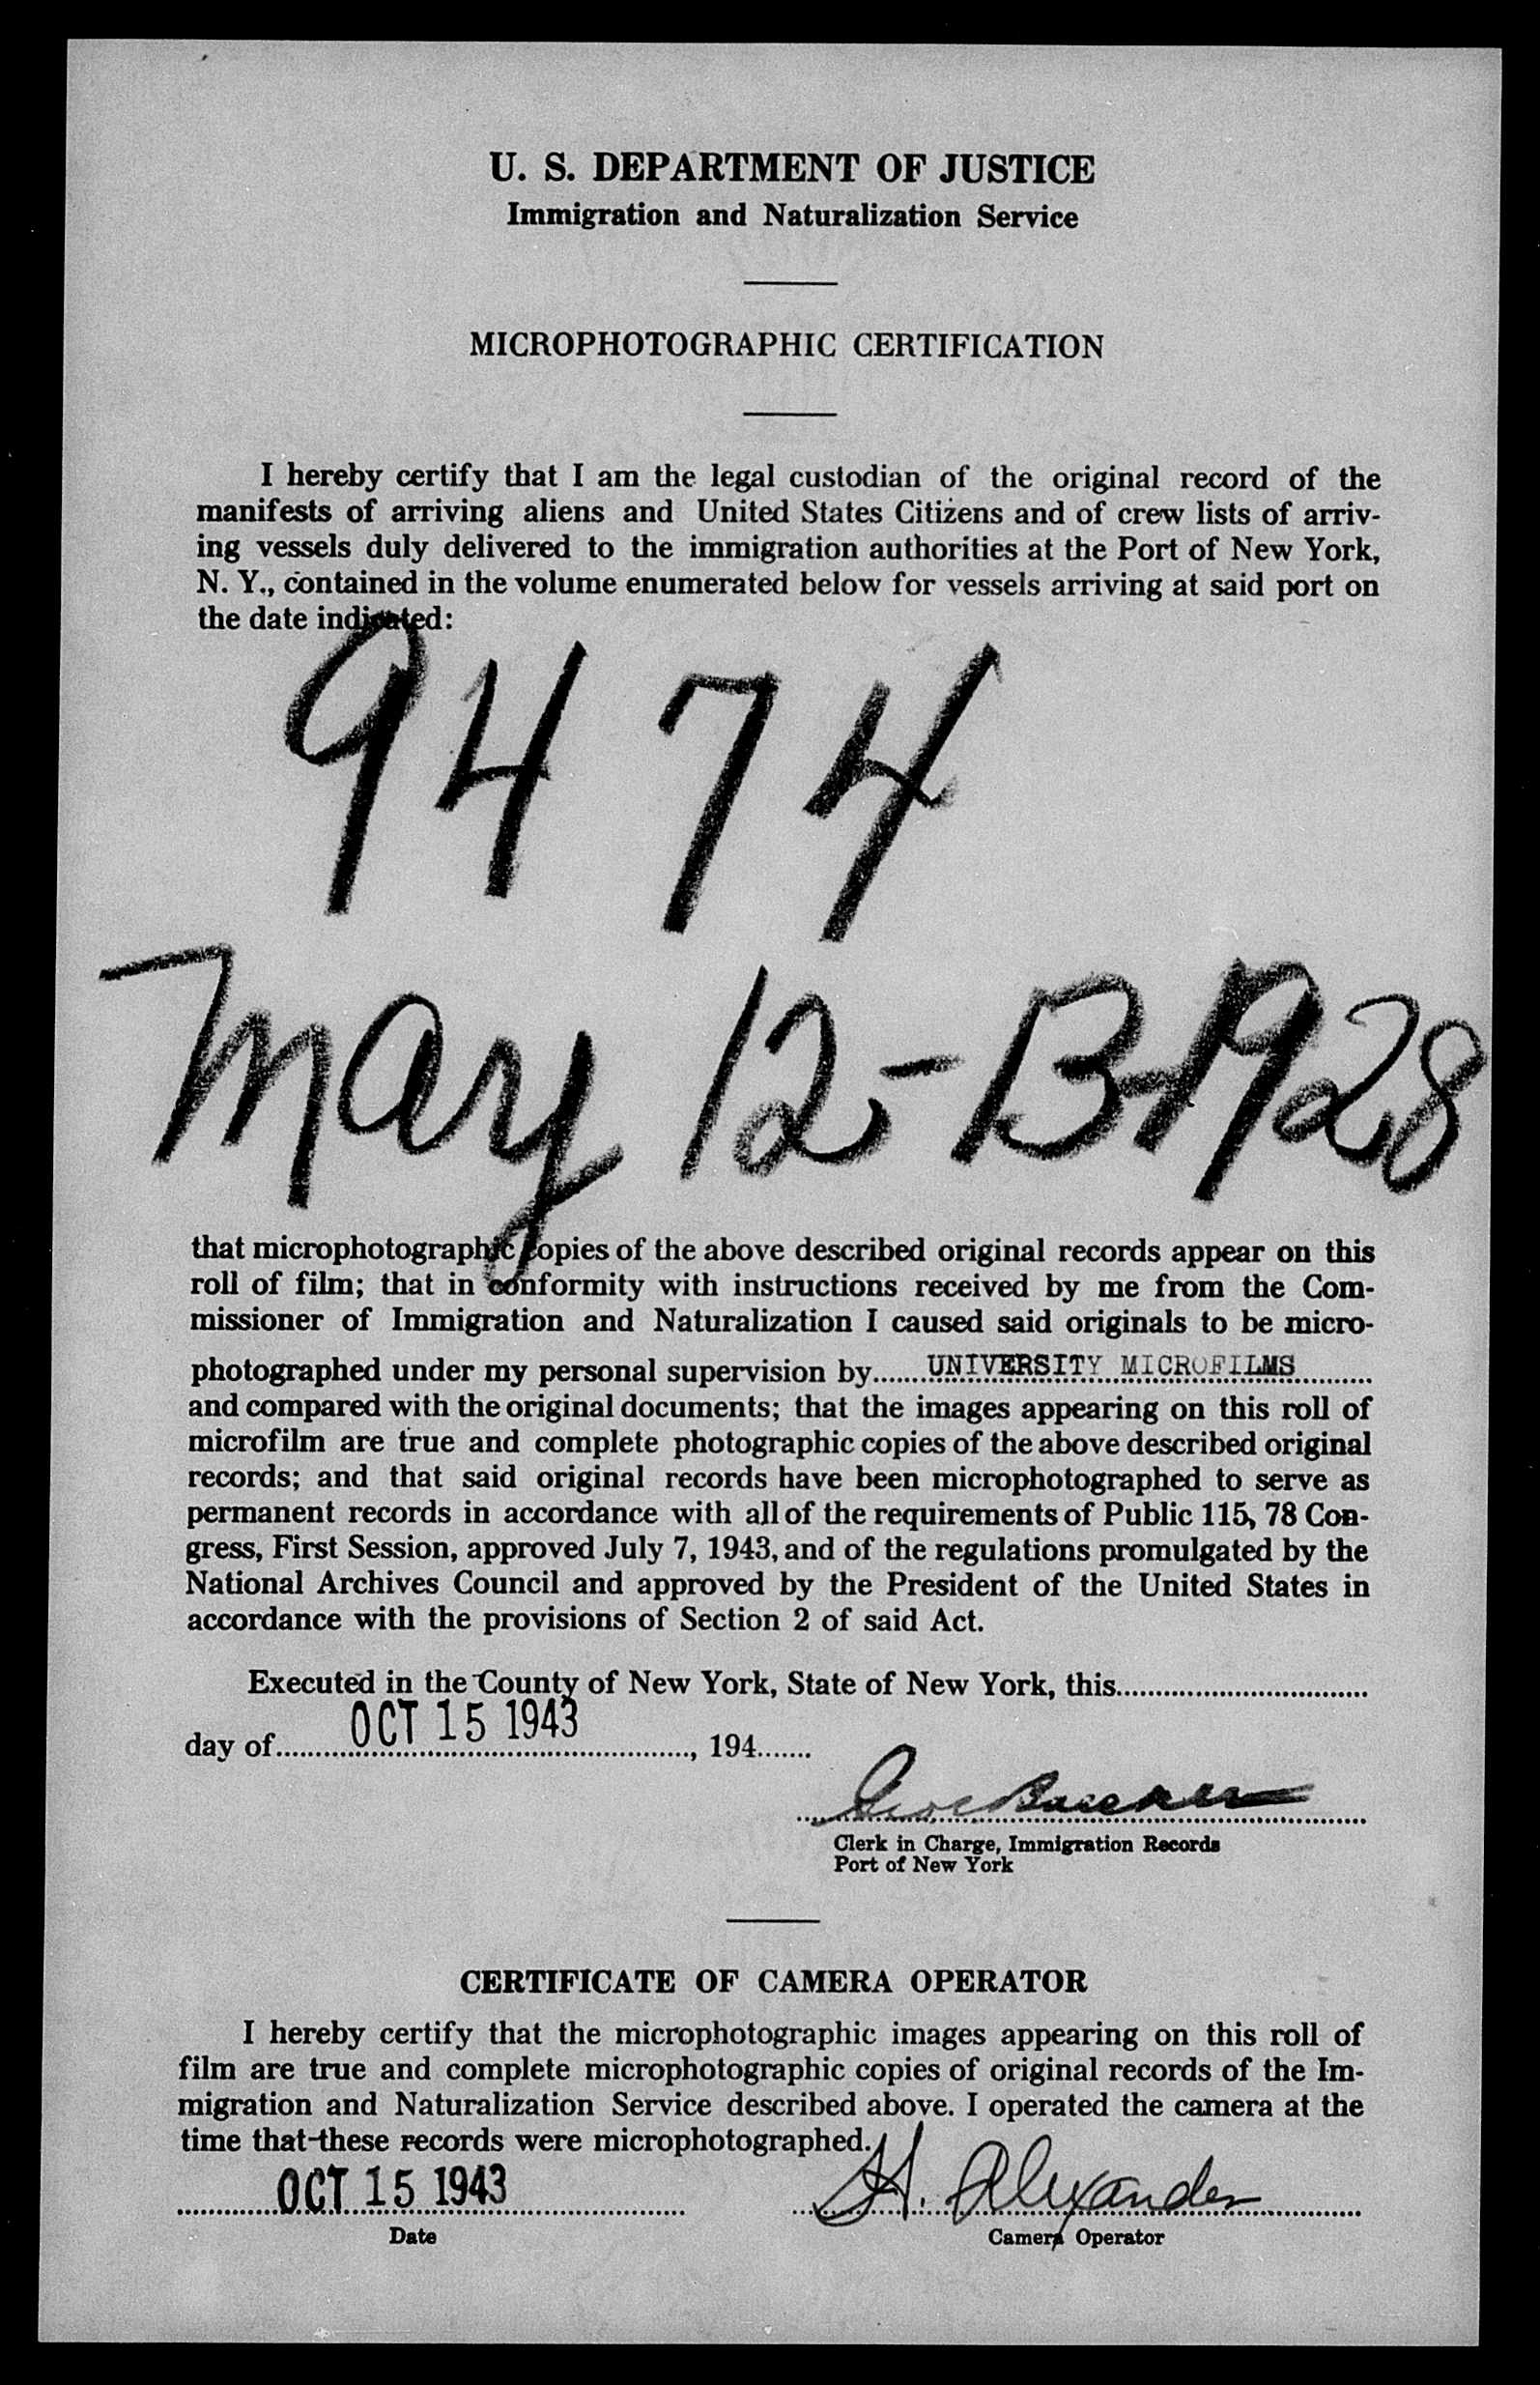 U. S. DEPARTMENT OF JUSTICE
Immigration and Naturalization Service
MICROPHOTOGRAPHIC CERTIFICATION
I hereby certify that I am the legal custodian of the original record of the
manifests of arriving aliens and United States Citizens and of crew lists of arriv-
ing vessels duly delivered to the immigration authorities at the Port of New York,
N. Y., contained in the volume enumerated below for vessels arriving at said port on
the date indicated:
9474
May 12-13-1928
that microphotographic copies of the above described original records appear on this
roll of film; that in conformity with instructions received by me from the Com-
missioner of Immigration and Naturalization I caused said originals to be micro-
photographed under my personal supervision by.......UNIVERSITY MICROFILMS..........
and compared with the original documents; that the images appearing on this roll of
microfilm are true and complete photographic copies of the above described original
records; and that said original records have been microphotographed to serve as
permanent records in accordance with all of the requirements of Public 115, 78 Con-
gress, First Session, approved July 7, 1943, and of the regulations promulgated by the
National Archives Council and approved by the President of the United States in
accordance with the provisions of Section 2 of said Act.
Executed in the County of New York, State of New York, this................................
day of..........OCT 15 1943.............., 194.......
Clerk in Charge, Immigration Records
Port of New York
CERTIFICATE OF CAMERA OPERATOR
I hereby certify that the microphotographic images appearing on this roll of
film are true and complete microphotographic copies of original records of the Im-
migration and Naturalization Service described above. I operated the camera at the
time that these records were microphotographed.
OCT 15 1943 H. Alexander
Date Camera Operator